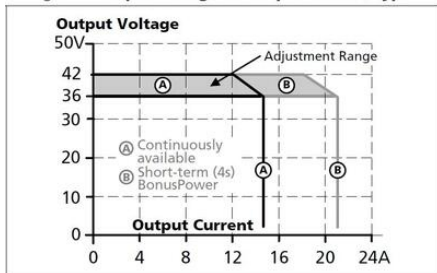 Output Voltage
50V
42
Adjustment Range
A
B
36
30
A Continuously
available
20
B Short-term (4s)
BonusPower
A
B
10
Output Current
0
0 4 8 12 16 20 24A